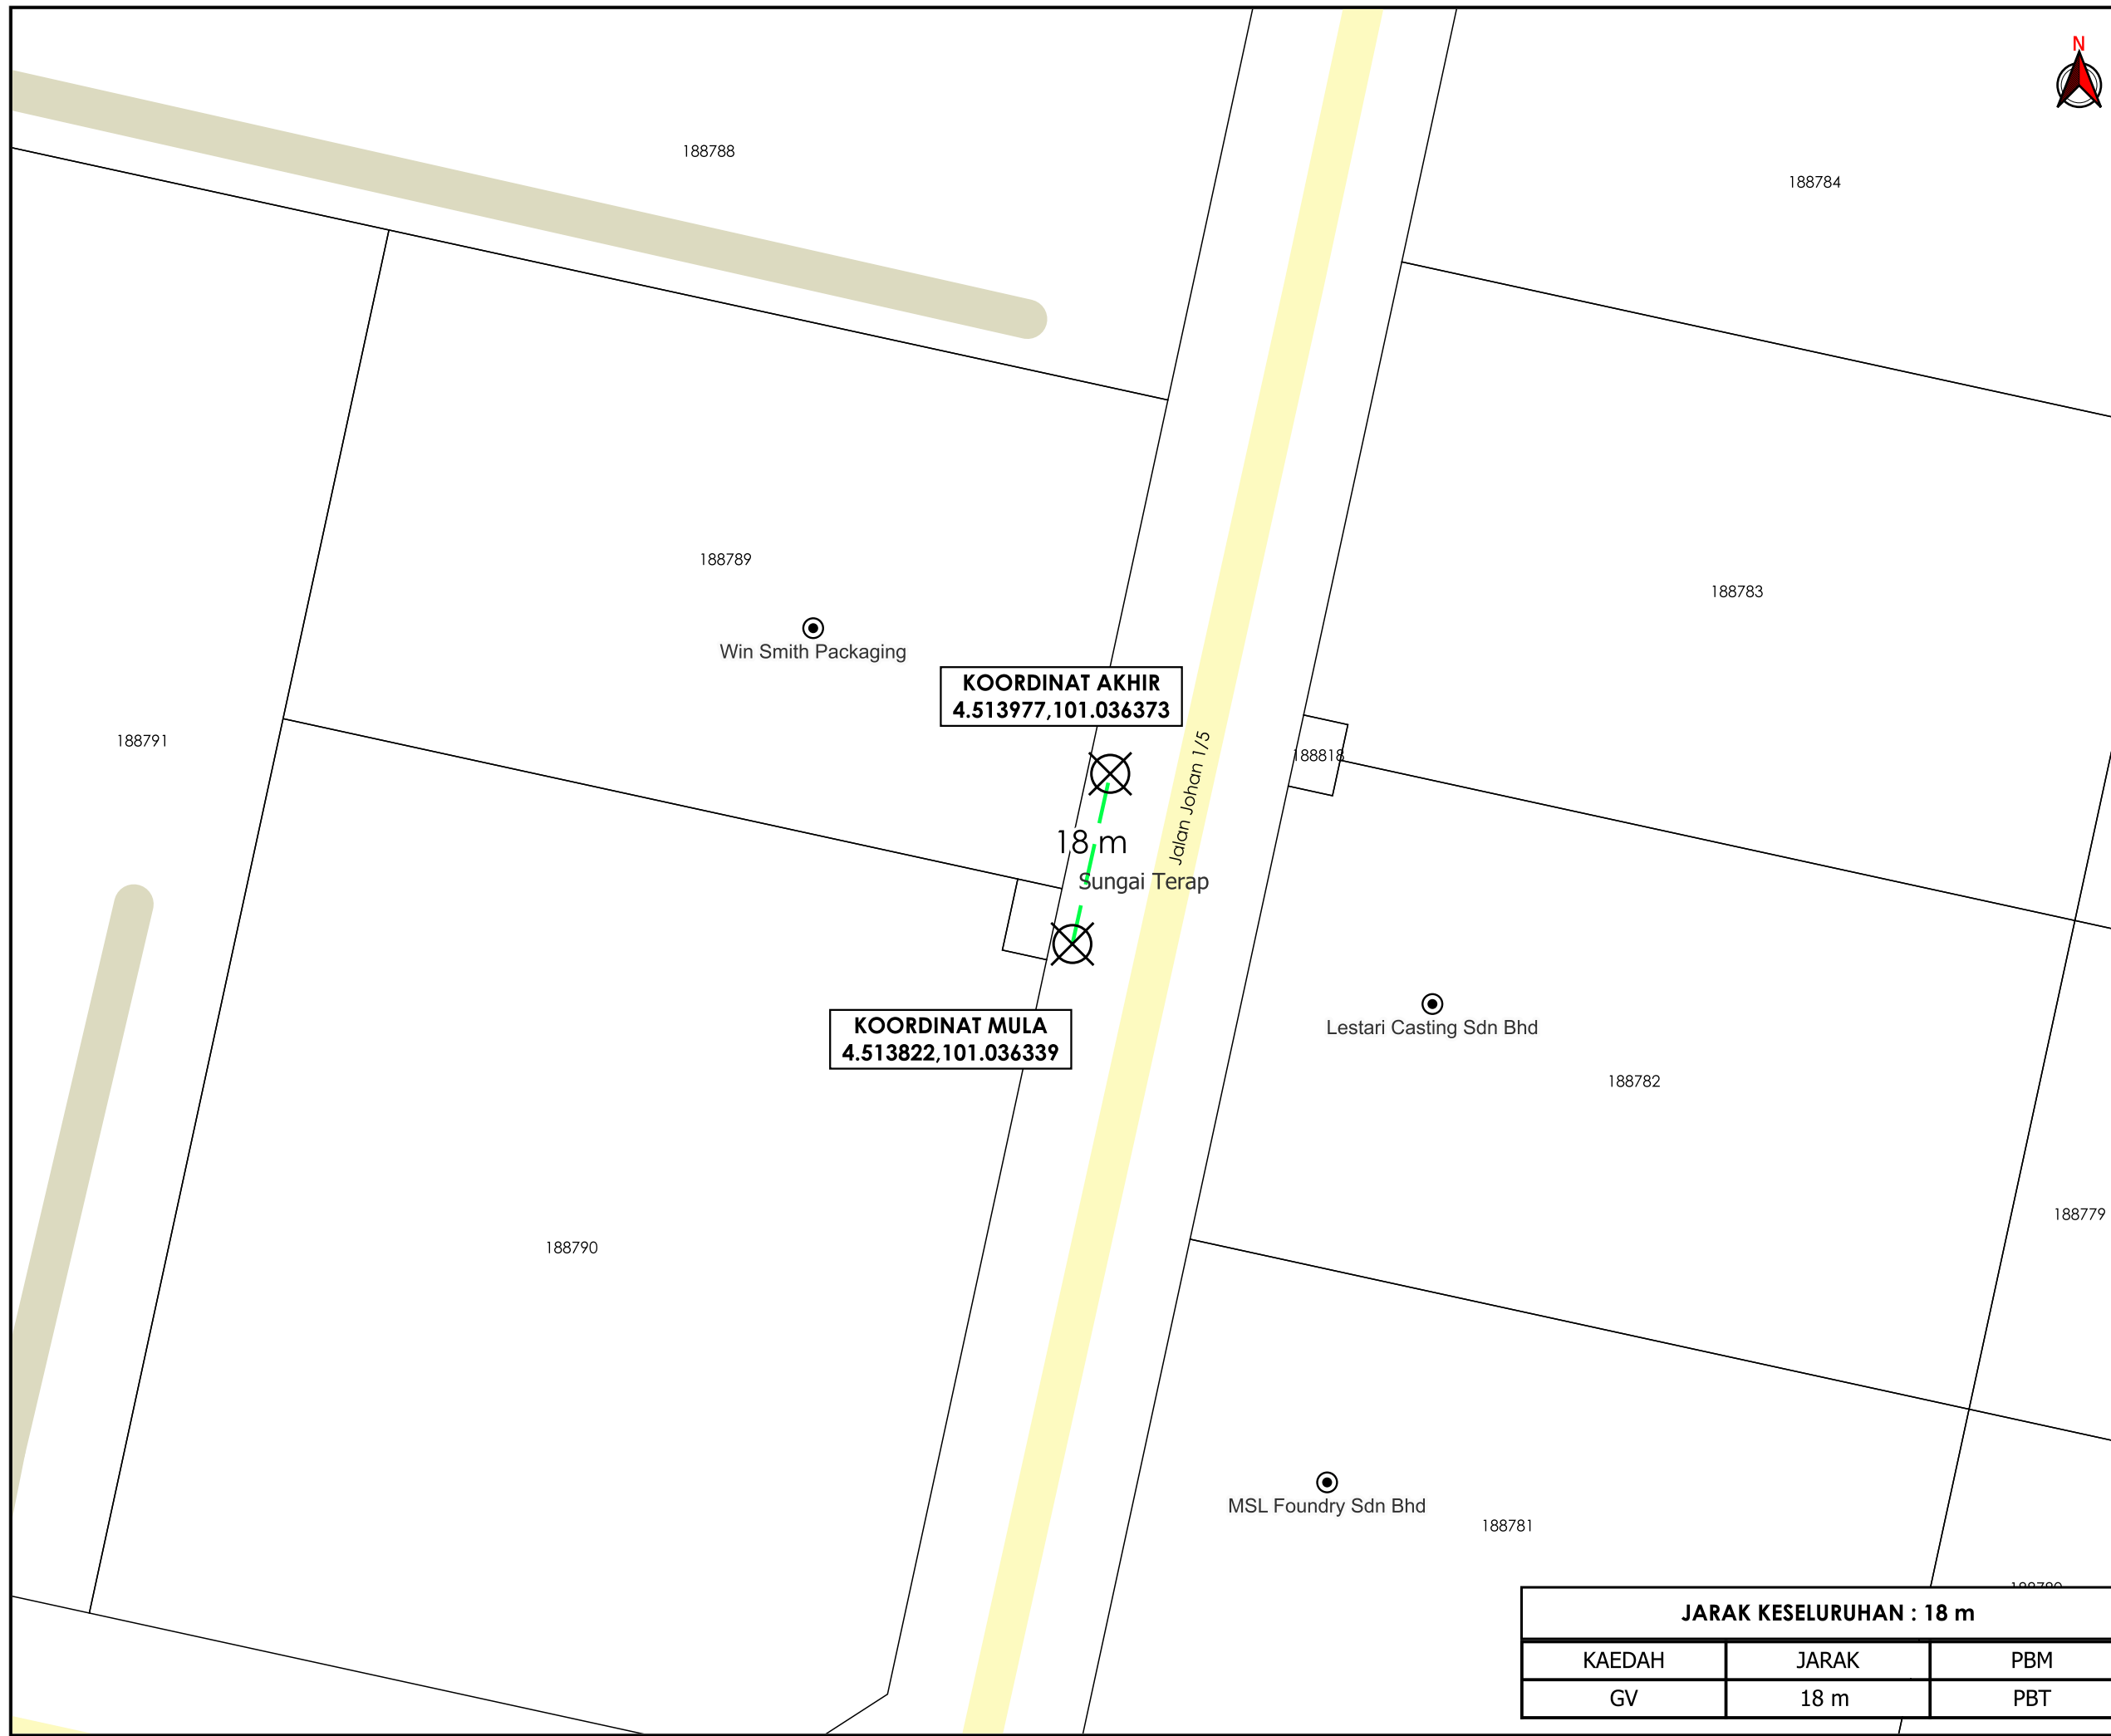 N
188788
188784
188789
188783
Win Smith Packaging
KOORDINAT AKHIR
4.513977,101.036373
188791
188818
Jalan Johan 1/5
18 m
Sungai Terap
Lestari Casting Sdn Bhd
KOORDINAT MULA
4.513822,101.036339
188782
188779
188790
MSL Foundry Sdn Bhd
188781
JARAK KESELURUHAN : 18 m
KAEDAH JARAK PBM
GV 18 m PBT